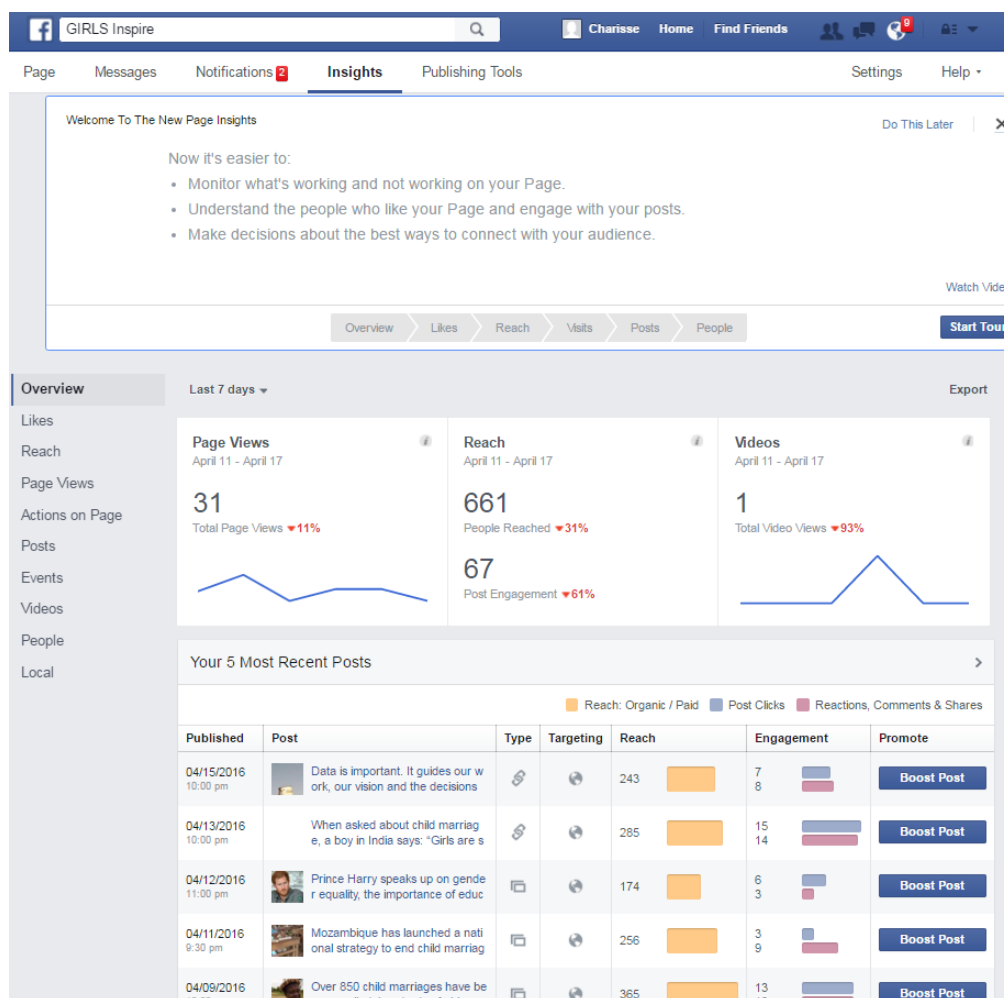 f GIRLS Inspire Charisse Home Find Friends 9
Page Messages Notifications 2 Insights Publishing Tools Settings Help
Welcome To The New Page Insights Do This Later
Now it's easier to:
• Monitor what's working and not working on your Page.
• Understand the people who like your Page and engage with your posts.
• Make decisions about the best ways to connect with your audience.
Watch Vide
Overview Likes Reach Visits Posts People Start Tour
Overview
Likes
Reach
Page Views
Actions on Page
Posts
Events
Videos
People
Local
Last 7 days Export
Page Views
April 11 - April 17
31
Total Page Views 11%
Reach
April 11 - April 17
661
People Reached 31%
67
Post Engagement 61%
Videos
April 11 - April 17
1
Total Video Views 93%
Your 5 Most Recent Posts
Reach: Organic / Paid Post Clicks Reactions, Comments & Shares
Published Post Type Targeting Reach Engagement Promote
04/15/2016 Data is important. It guides our w 243 7 Boost Post
10:00 pm ork, our vision and the decisions 8
04/13/2016 When asked about child marriag 285 15 Boost Post
10:00 pm e, a boy in India says: “Girls are s 14
04/12/2016 Prince Harry speaks up on gende 174 6 Boost Post
11:00 pm r equality, the importance of educ 3
04/11/2016 Mozambique has launched a nati 256 3 Boost Post
9:30 pm onal strategy to end child marriag 9
04/09/2016 Over 850 child marriages have be 365 13 Boost Post